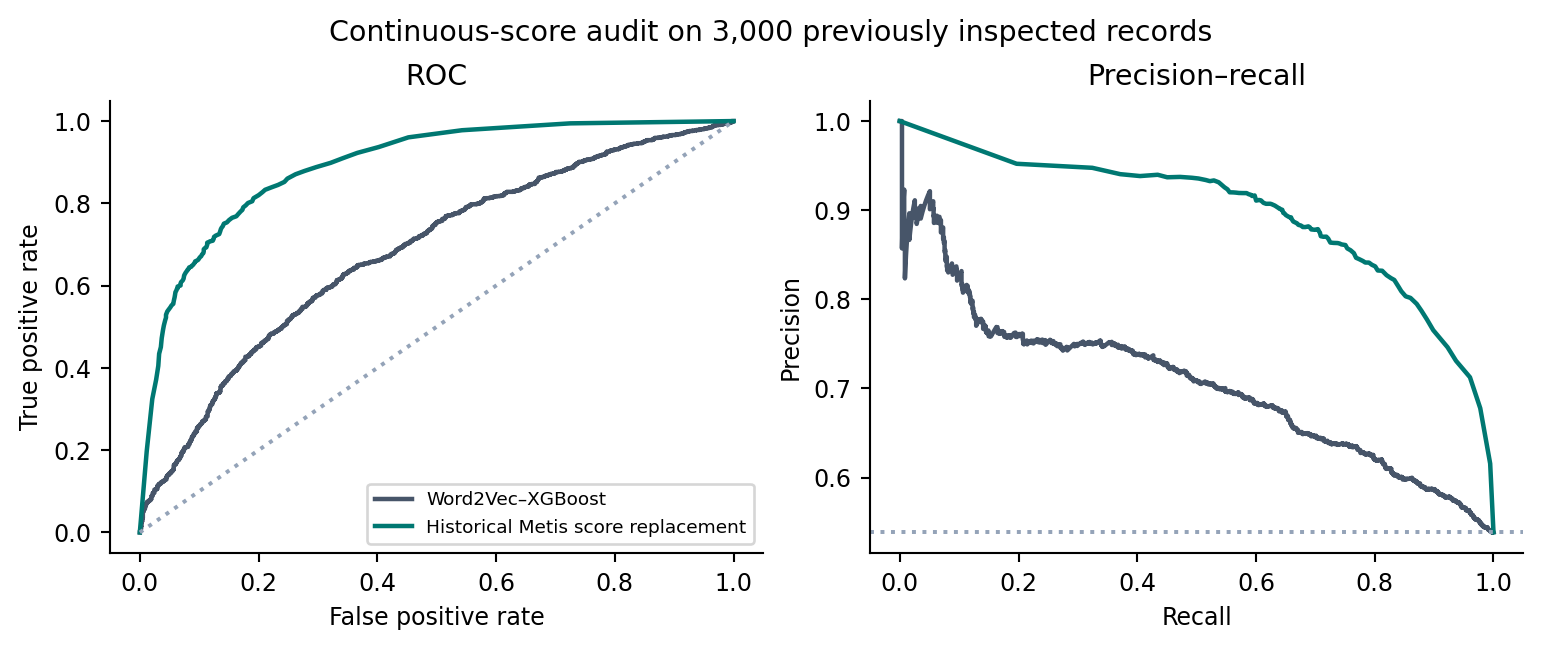 Continuous-score audit on 3,000 previously inspected records
ROC
True positive rate
1.0
0.8
0.6
0.4
0.2
0.0
0.0 0.2 0.4 0.6 0.8 1.0
False positive rate
Word2Vec–XGBoost
Historical Metis score replacement
Precision–recall
Precision
1.0
0.9
0.8
0.7
0.6
0.0 0.2 0.4 0.6 0.8 1.0
Recall